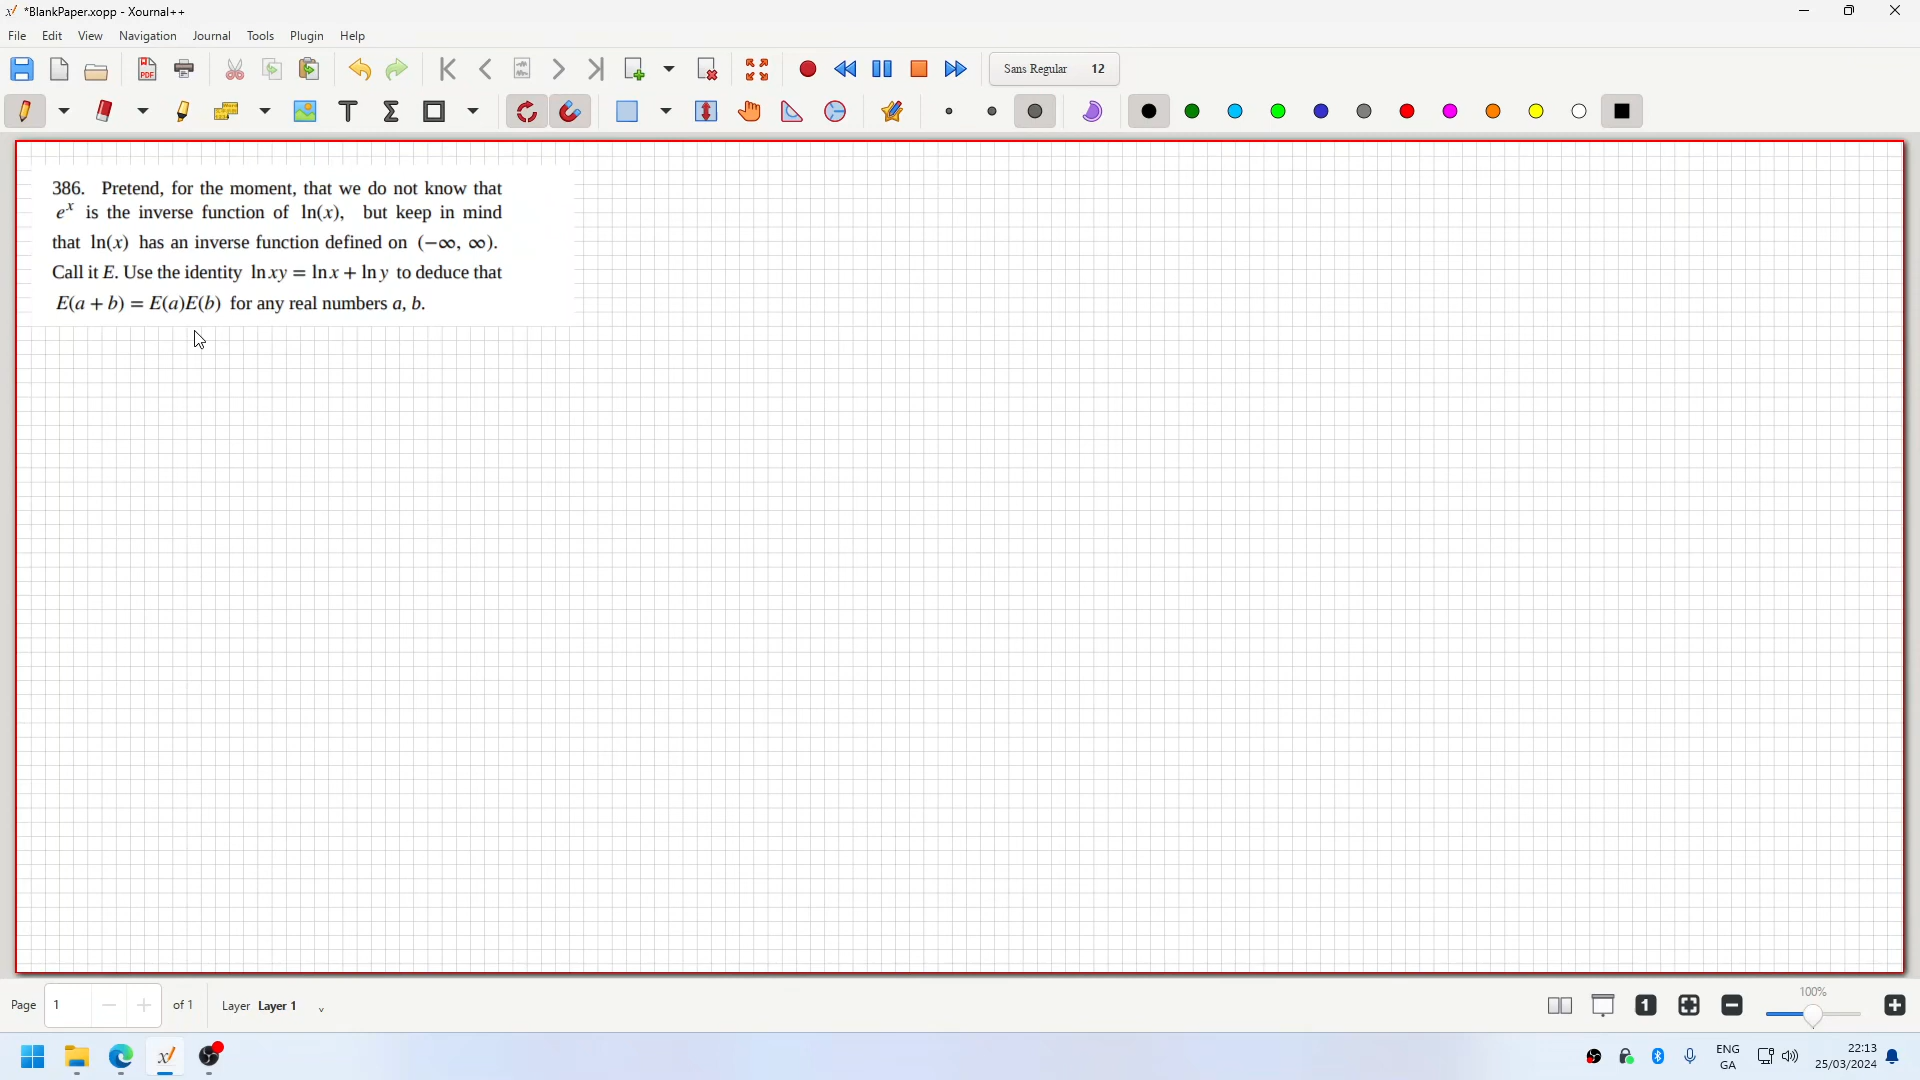 *BlankPaper.xopp - Xournal++
File Edit View Navigation Journal Tools Plugin Help
Sans Regular 12
386. Pretend, for the moment, that we do not know that
e^x is the inverse function of ln(x), but keep in mind
that ln(x) has an inverse function defined on (−∞, ∞).
Call it E. Use the identity ln xy = ln x + ln y to deduce that
E(a + b) = E(a)E(b) for any real numbers a, b.
100%
Page 1 of 1 Layer Layer 1
ENG
GA
22:13
25/03/2024